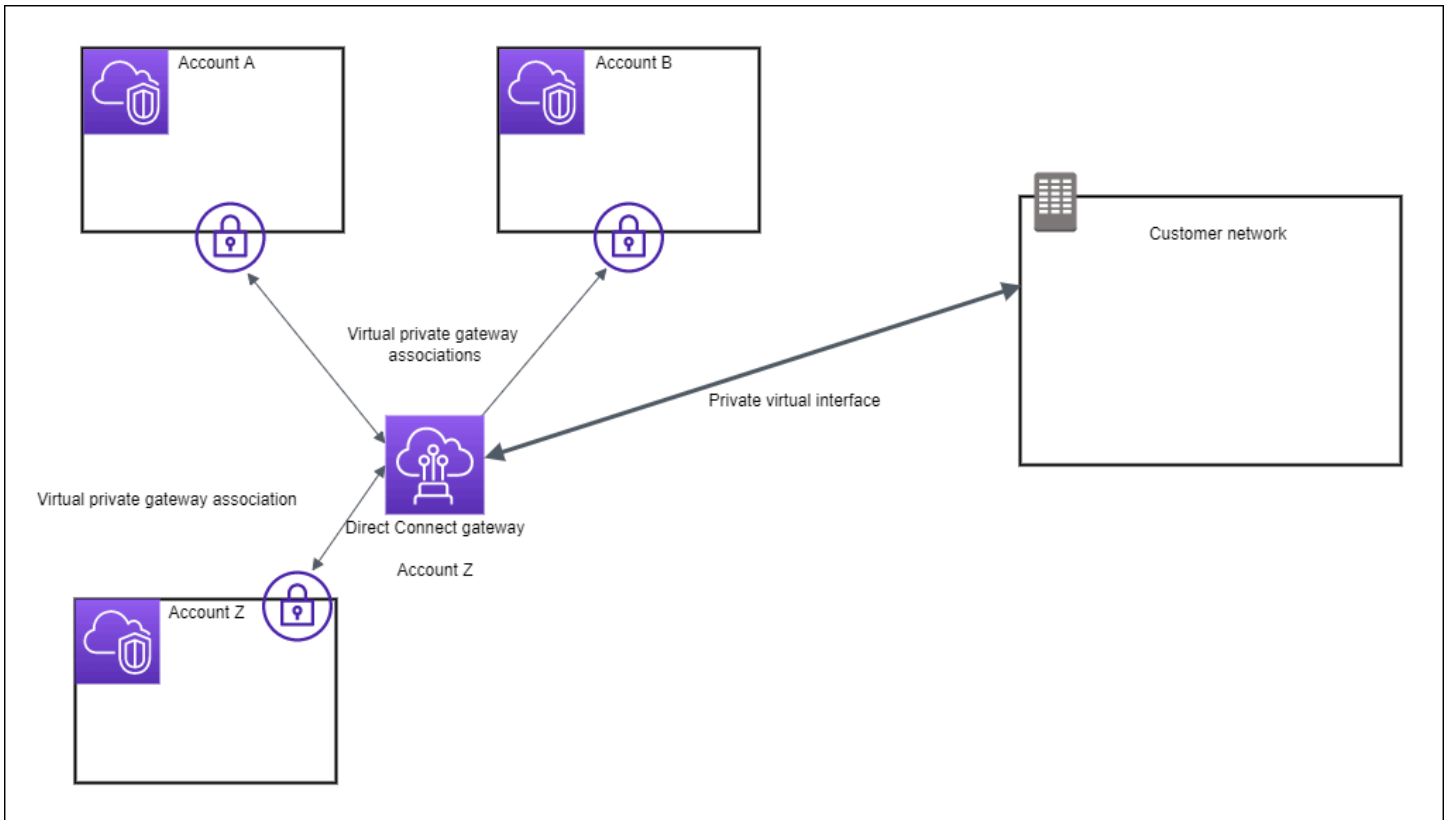 Account A
Account B
Customer network
Virtual private gateway
associations
Private virtual interface
Virtual private gateway association
Direct Connect gateway
Account Z
Account Z